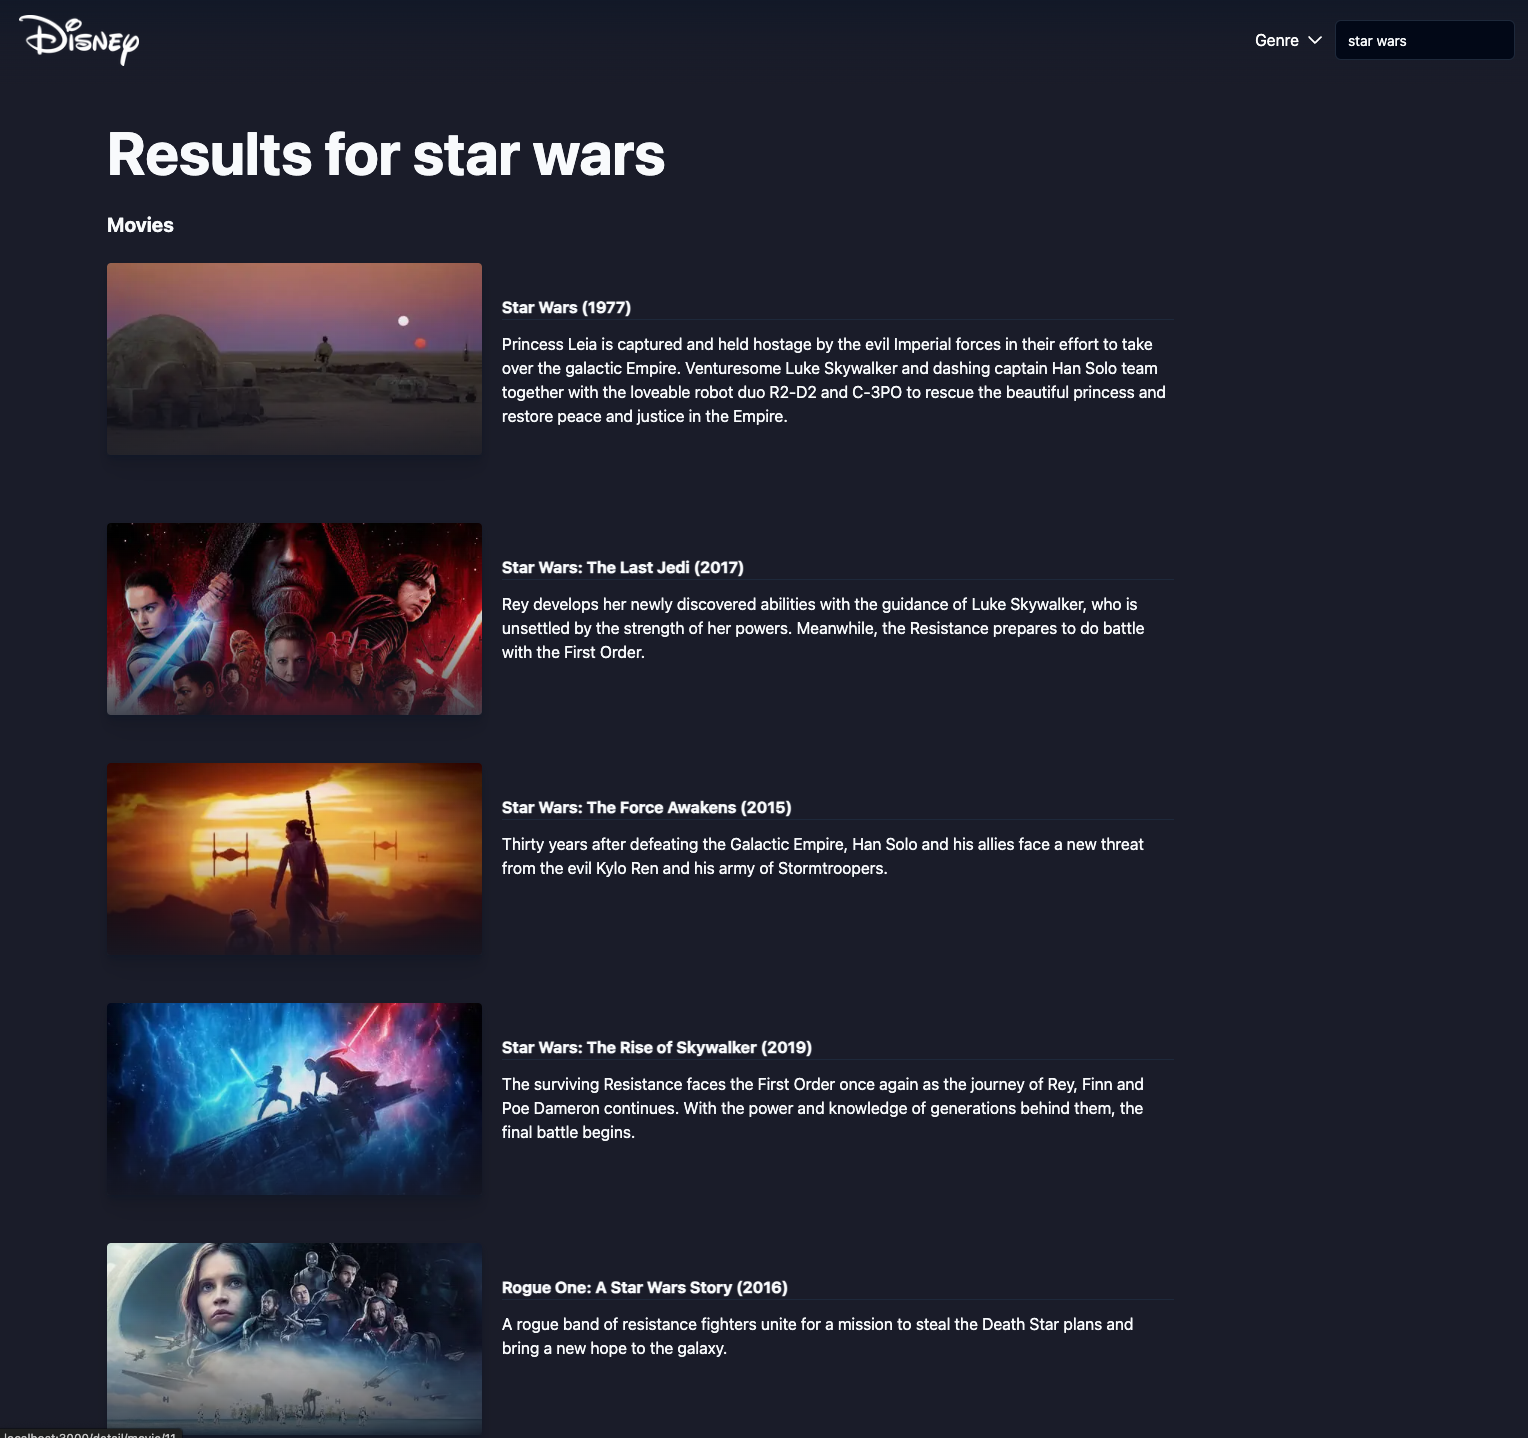 Disney
Genre
star wars
Results for star wars
Movies
Star Wars (1977)
Princess Leia is captured and held hostage by the evil Imperial forces in their effort to take
over the galactic Empire. Venturesome Luke Skywalker and dashing captain Han Solo team
together with the loveable robot duo R2-D2 and C-3PO to rescue the beautiful princess and
restore peace and justice in the Empire.
Star Wars: The Last Jedi (2017)
Rey develops her newly discovered abilities with the guidance of Luke Skywalker, who is
unsettled by the strength of her powers. Meanwhile, the Resistance prepares to do battle
with the First Order.
Star Wars: The Force Awakens (2015)
Thirty years after defeating the Galactic Empire, Han Solo and his allies face a new threat
from the evil Kylo Ren and his army of Stormtroopers.
Star Wars: The Rise of Skywalker (2019)
The surviving Resistance faces the First Order once again as the journey of Rey, Finn and
Poe Dameron continues. With the power and knowledge of generations behind them, the
final battle begins.
Rogue One: A Star Wars Story (2016)
A rogue band of resistance fighters unite for a mission to steal the Death Star plans and
bring a new hope to the galaxy.
localhost:3000/detail/movie/11